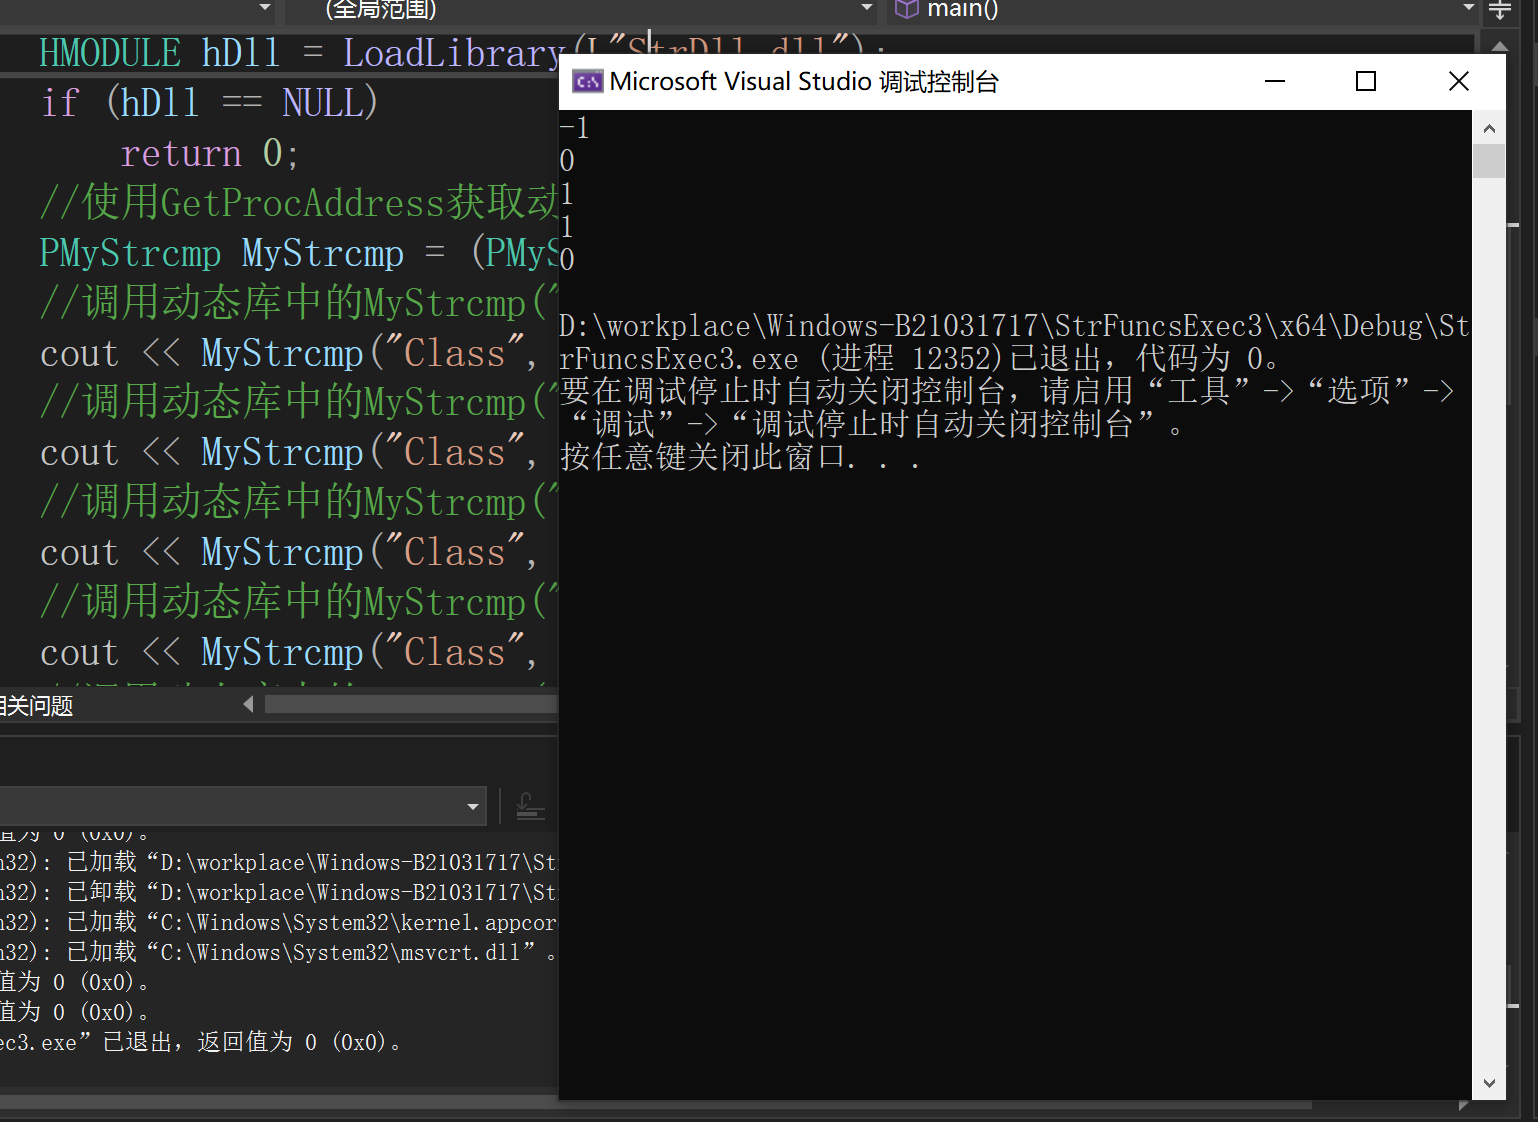 (全局范围)
main()
HMODULE hDll = LoadLibrary(L"StrDll.dll");
if (hDll == NULL)
return 0;
//使用GetProcAddress获取动
PMyStrcmp MyStrcmp = (PMyS
//调用动态库中的MyStrcmp("
cout << MyStrcmp("Class",
//调用动态库中的MyStrcmp("
cout << MyStrcmp("Class",
//调用动态库中的MyStrcmp("
cout << MyStrcmp("Class",
//调用动态库中的MyStrcmp("
cout << MyStrcmp("Class",
相关问题
值为 0 (0x0)。
n32): 已加载“D:\workplace\Windows-B21031717\St
n32): 已卸载“D:\workplace\Windows-B21031717\St
n32): 已加载“C:\Windows\System32\kernel.appcor
n32): 已加载“C:\Windows\System32\msvcrt.dll”。
值为 0 (0x0)。
值为 0 (0x0)。
ec3.exe”已退出，返回值为 0 (0x0)。
Microsoft Visual Studio 调试控制台
-1
0
1
1
0
D:\workplace\Windows-B21031717\StrFuncsExec3\x64\Debug\St
rFuncsExec3.exe (进程 12352)已退出，代码为 0。
要在调试停止时自动关闭控制台，请启用“工具”->“选项”->
“调试”->“调试停止时自动关闭控制台”。
按任意键关闭此窗口. . .